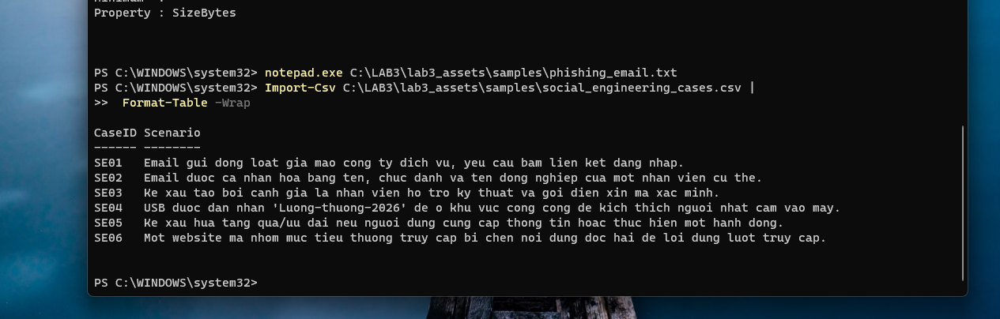 Property : SizeBytes
PS C:\WINDOWS\system32> notepad.exe C:\LAB3\lab3_assets\samples\phishing_email.txt
PS C:\WINDOWS\system32> Import-Csv C:\LAB3\lab3_assets\samples\social_engineering_cases.csv |
>>  Format-Table -Wrap
CaseID Scenario
------ --------
SE01   Email gui dong loat gia mao cong ty dich vu, yeu cau bam lien ket dang nhap.
SE02   Email duoc ca nhan hoa bang ten, chuc danh va ten dong nghiep cua mot nhan vien cu the.
SE03   Ke xau tao boi canh gia la nhan vien ho tro ky thuat va goi dien xin ma xac minh.
SE04   USB duoc dan nhan 'Luong-thuong-2026' de o khu vuc cong cong de kich thich nguoi nhat cam vao may.
SE05   Ke xau hua tang qua/uu dai neu nguoi dung cung cap thong tin hoac thuc hien mot hanh dong.
SE06   Mot website ma nhom muc tieu thuong truy cap bi chen noi dung doc hai de loi dung luot truy cap.
PS C:\WINDOWS\system32>